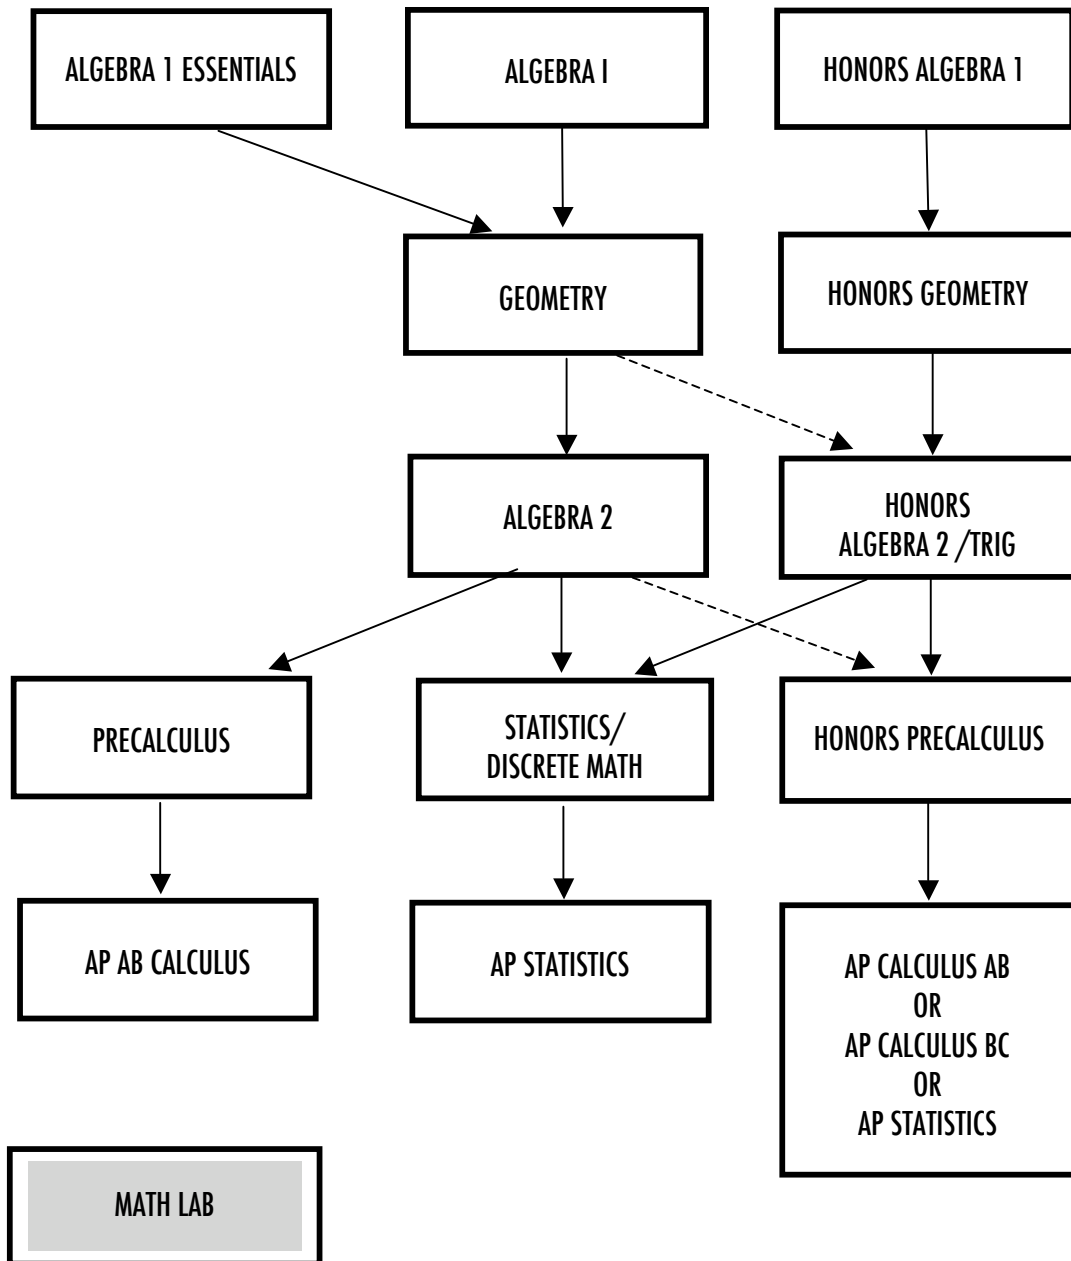 ALGEBRA 1 ESSENTIALS
ALGEBRA I
HONORS ALGEBRA 1
GEOMETRY
HONORS GEOMETRY
ALGEBRA 2
HONORS
ALGEBRA 2 /TRIG
PRECALCULUS
STATISTICS/
DISCRETE MATH
HONORS PRECALCULUS
AP AB CALCULUS
AP STATISTICS
AP CALCULUS AB
OR
AP CALCULUS BC
OR
AP STATISTICS
MATH LAB